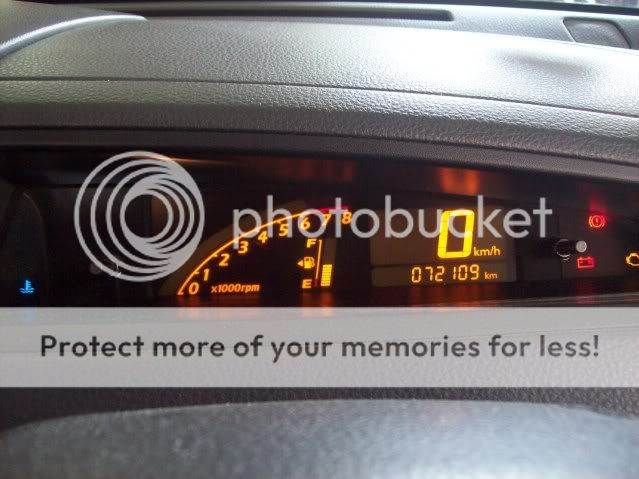 photobucket
0 1 2 3 4 5 6 7 8
x1000rpm
F
E
0 km/h
072109 km
Protect more of your memories for less!